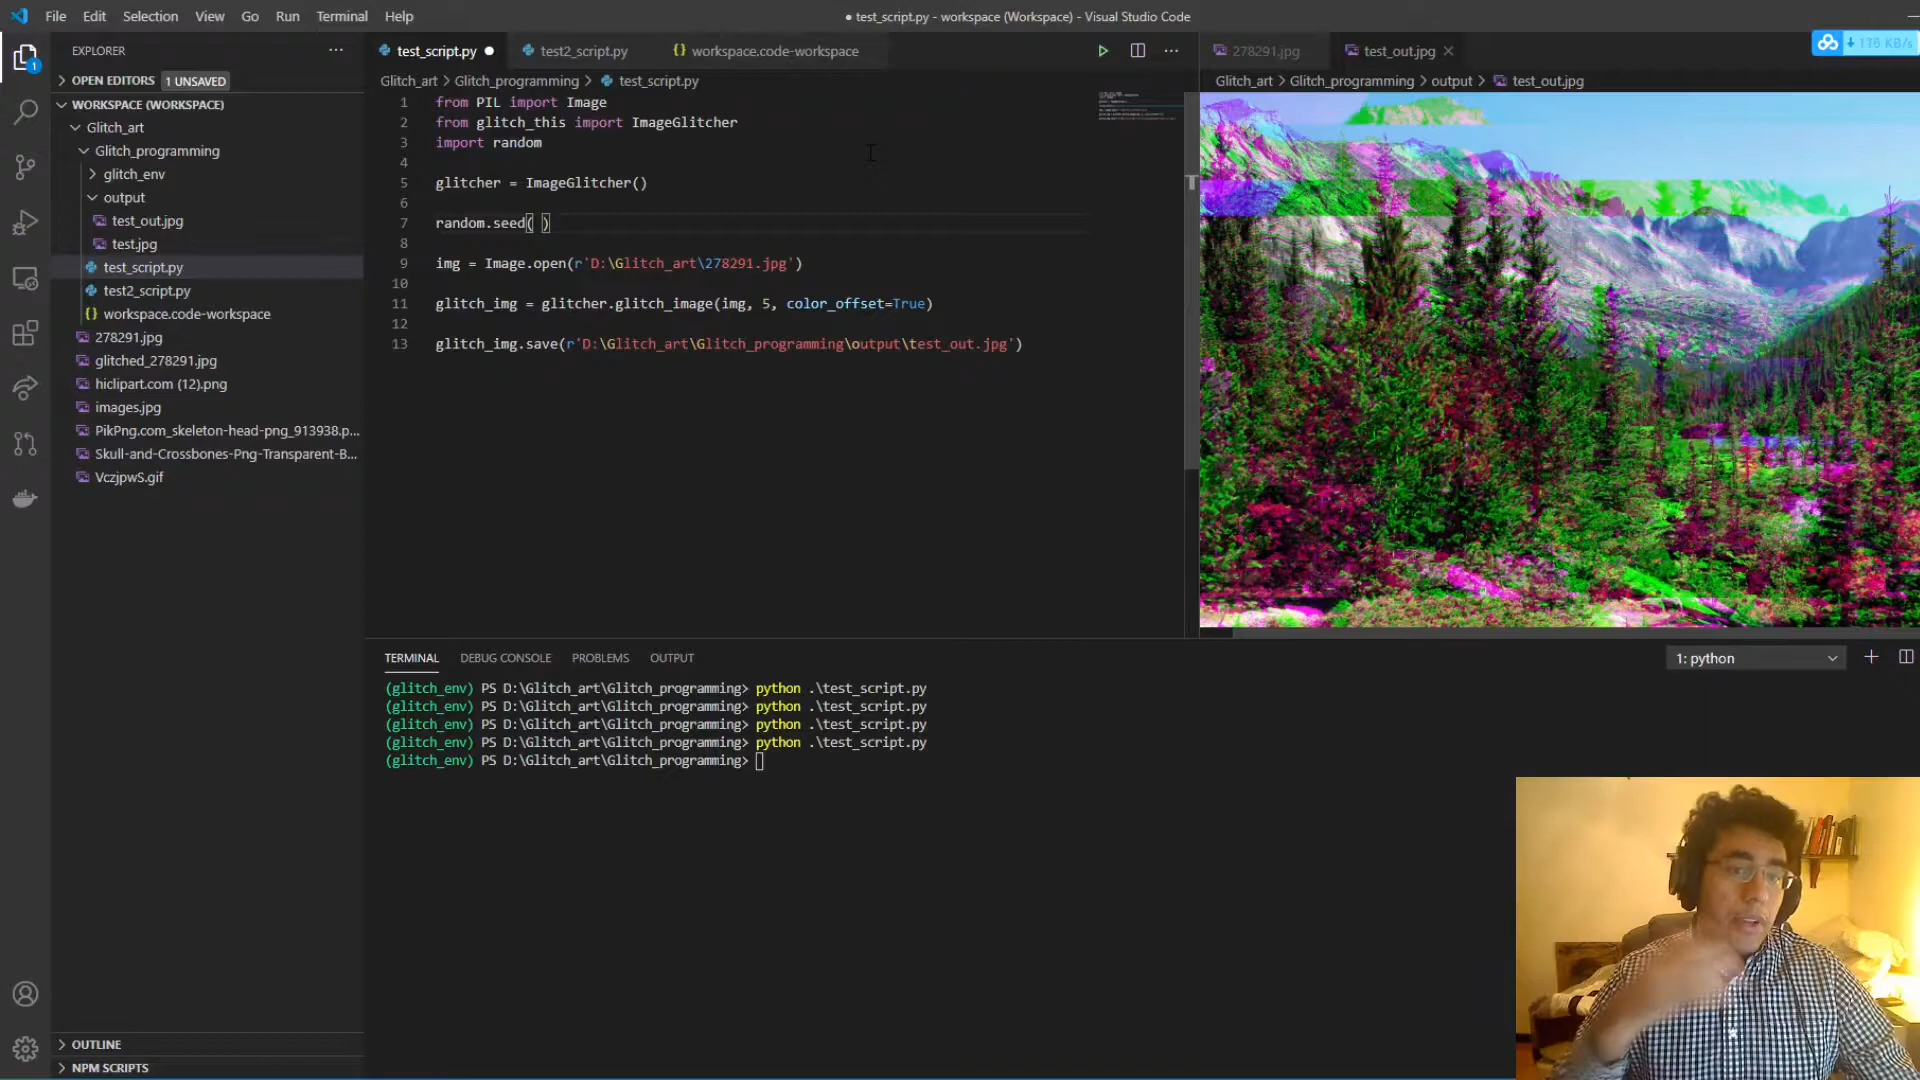 File Edit Selection View Go Run Terminal Help
● test_script.py - workspace (Workspace) - Visual Studio Code
EXPLORER
OPEN EDITORS 1 UNSAVED
WORKSPACE (WORKSPACE)
Glitch_art
Glitch_programming
glitch_env
output
test_out.jpg
test.jpg
test_script.py
test2_script.py
workspace.code-workspace
278291.jpg
glitched_278291.jpg
hiclipart.com (12).png
images.jpg
PikPng.com_skeleton-head-png_913938.p...
Skull-and-Crossbones-Png-Transparent-B...
VczjpwS.gif
OUTLINE
NPM SCRIPTS
1
test_script.py test2_script.py workspace.code-workspace
Glitch_art > Glitch_programming > test_script.py
1 from PIL import Image
2 from glitch_this import ImageGlitcher
3 import random
4
5 glitcher = ImageGlitcher()
6
7 random.seed( )
8
9 img = Image.open(r'D:\Glitch_art\278291.jpg')
10
11 glitch_img = glitcher.glitch_image(img, 5, color_offset=True)
12
13 glitch_img.save(r'D:\Glitch_art\Glitch_programming\output\test_out.jpg')
278291.jpg test_out.jpg
176 KB/s
Glitch_art > Glitch_programming > output > test_out.jpg
TERMINAL DEBUG CONSOLE PROBLEMS OUTPUT
1: python
(glitch_env) PS D:\Glitch_art\Glitch_programming> python .\test_script.py
(glitch_env) PS D:\Glitch_art\Glitch_programming> python .\test_script.py
(glitch_env) PS D:\Glitch_art\Glitch_programming> python .\test_script.py
(glitch_env) PS D:\Glitch_art\Glitch_programming> python .\test_script.py
(glitch_env) PS D:\Glitch_art\Glitch_programming>